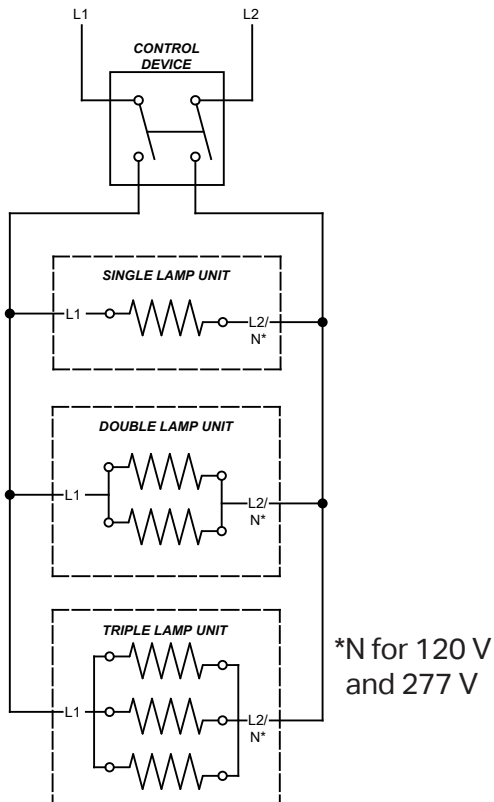 L1
L2
CONTROL
DEVICE
SINGLE LAMP UNIT
L1
L2/
N*
DOUBLE LAMP UNIT
L1
L2/
N*
TRIPLE LAMP UNIT
*N for 120 V
and 277 V
L1
L2/
N*